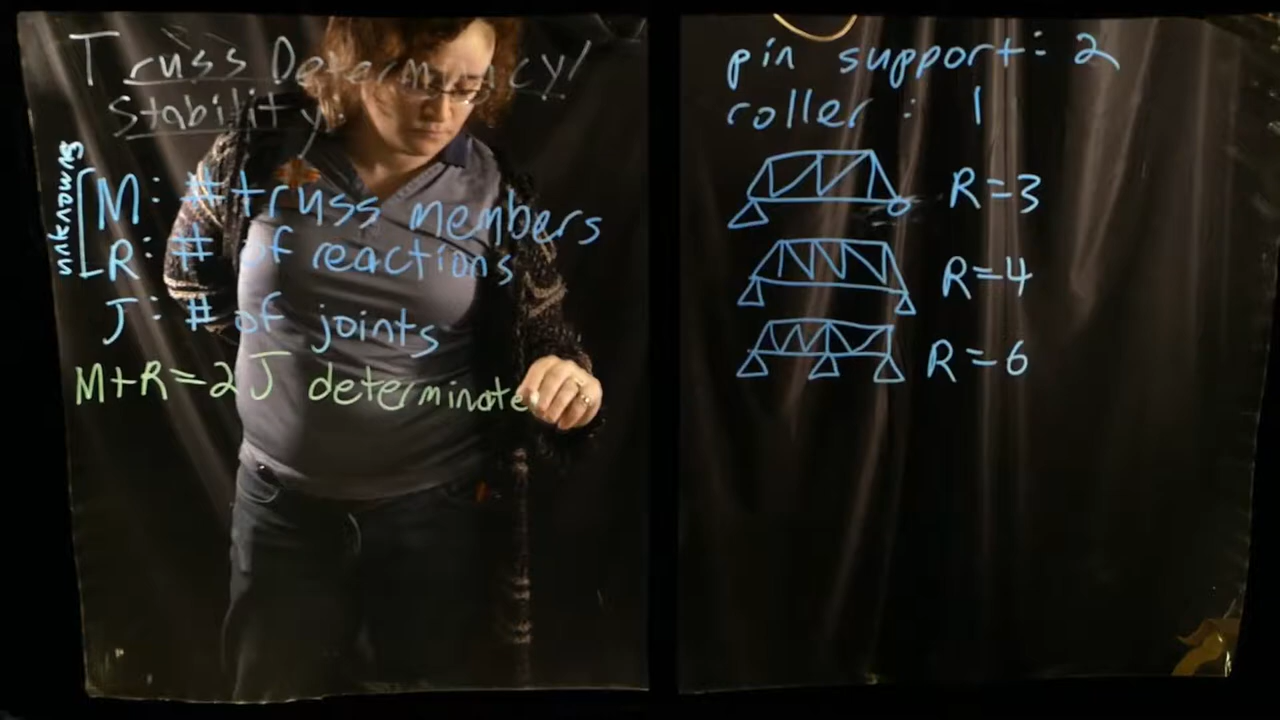 Truss Determinacy/
Stability
unknowns
M: # truss members
R: # of reactions
J: # of joints
M+R=2J determinate
pin support: 2
roller : 1
R=3
R=4
R=6